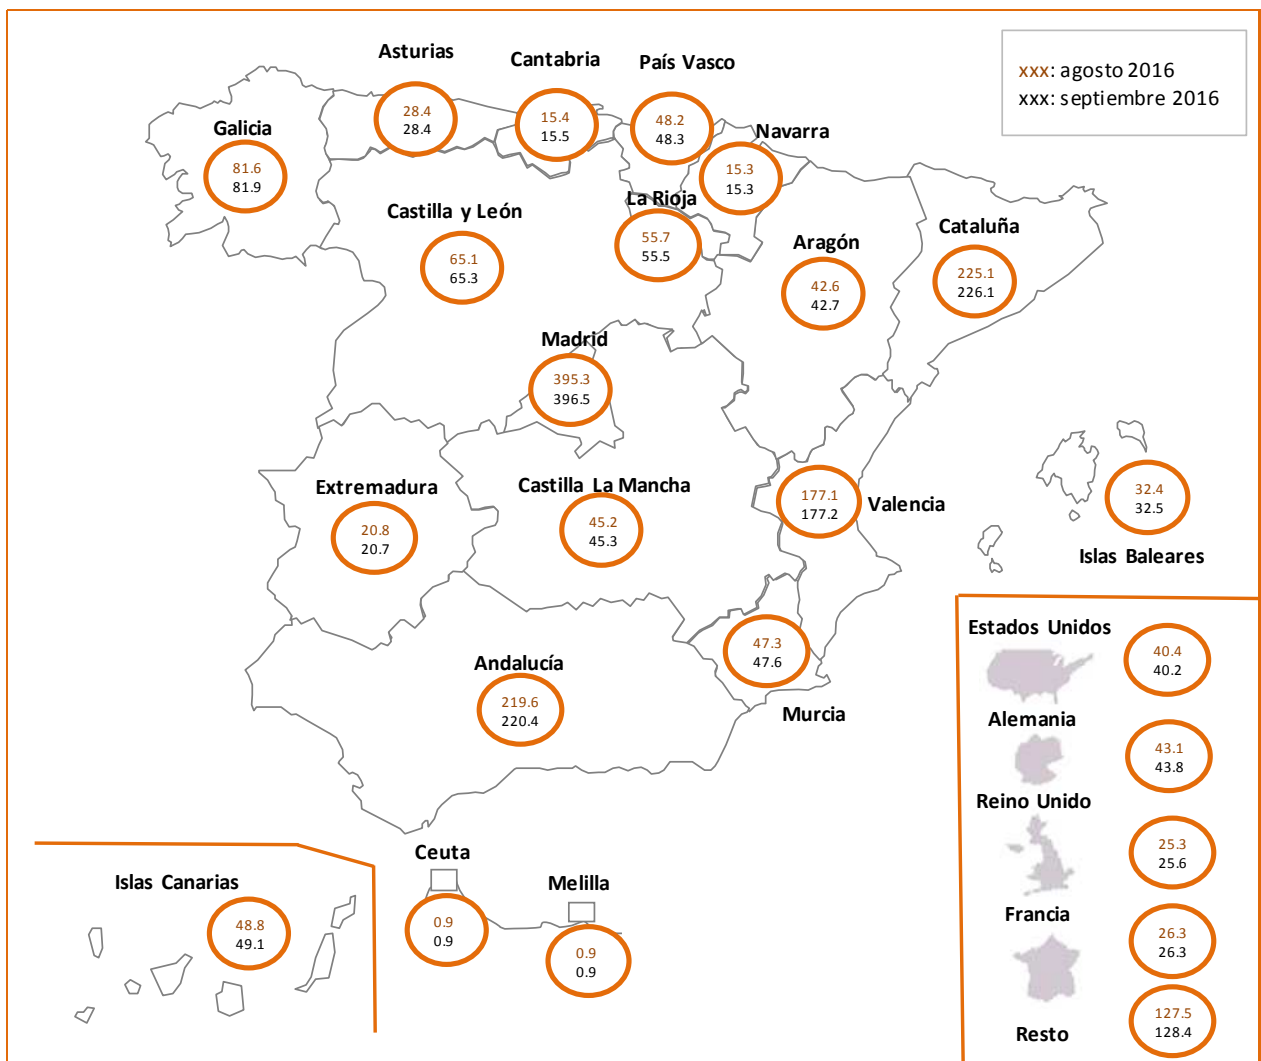 xxx: agosto 2016
xxx: septiembre 2016
Asturias
28.4
28.4
Cantabria
15.4
15.5
País Vasco
48.2
48.3
Navarra
15.3
15.3
Galicia
81.6
81.9
Castilla y León
65.1
65.3
La Rioja
55.7
55.5
Aragón
42.6
42.7
Cataluña
225.1
226.1
Madrid
395.3
396.5
Extremadura
20.8
20.7
Castilla La Mancha
45.2
45.3
177.1
177.2
Valencia
32.4
32.5
Islas Baleares
Andalucía
219.6
220.4
47.3
47.6
Murcia
Estados Unidos
40.4
40.2
Alemania
43.1
43.8
Reino Unido
25.3
25.6
Francia
26.3
26.3
Resto
127.5
128.4
Islas Canarias
48.8
49.1
Ceuta
0.9
0.9
Melilla
0.9
0.9